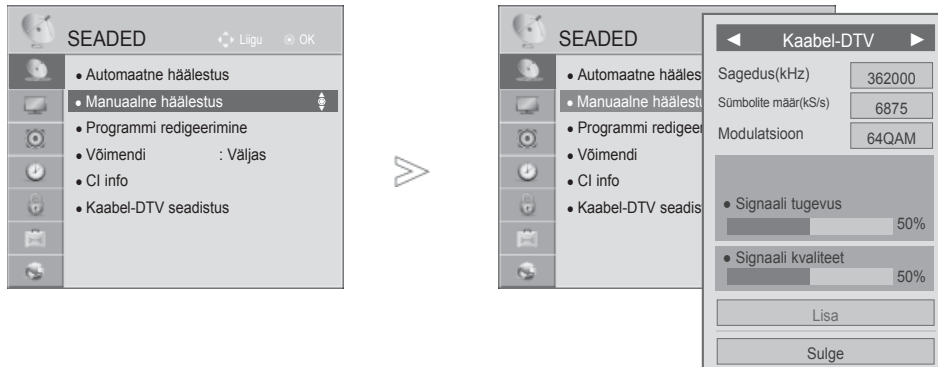 SEADED
Liigu OK
• Automaatne häälestus
• Manuaalne häälestus
• Programmi redigeerimine
• Võimendi : Väljas
• CI info
• Kaabel-DTV seadistus
SEADED
• Automaatne hääles
• Manuaalne häälestu
• Programmi redigeer
• Võimendi
• CI info
• Kaabel-DTV seadis
◀ Kaabel-DTV ▶
Sagedus(kHz) 362000
Sümbolite määr(kS/s) 6875
Modulatsioon 64QAM
• Signaali tugevus
50%
• Signaali kvaliteet
50%
Lisa
Sulge